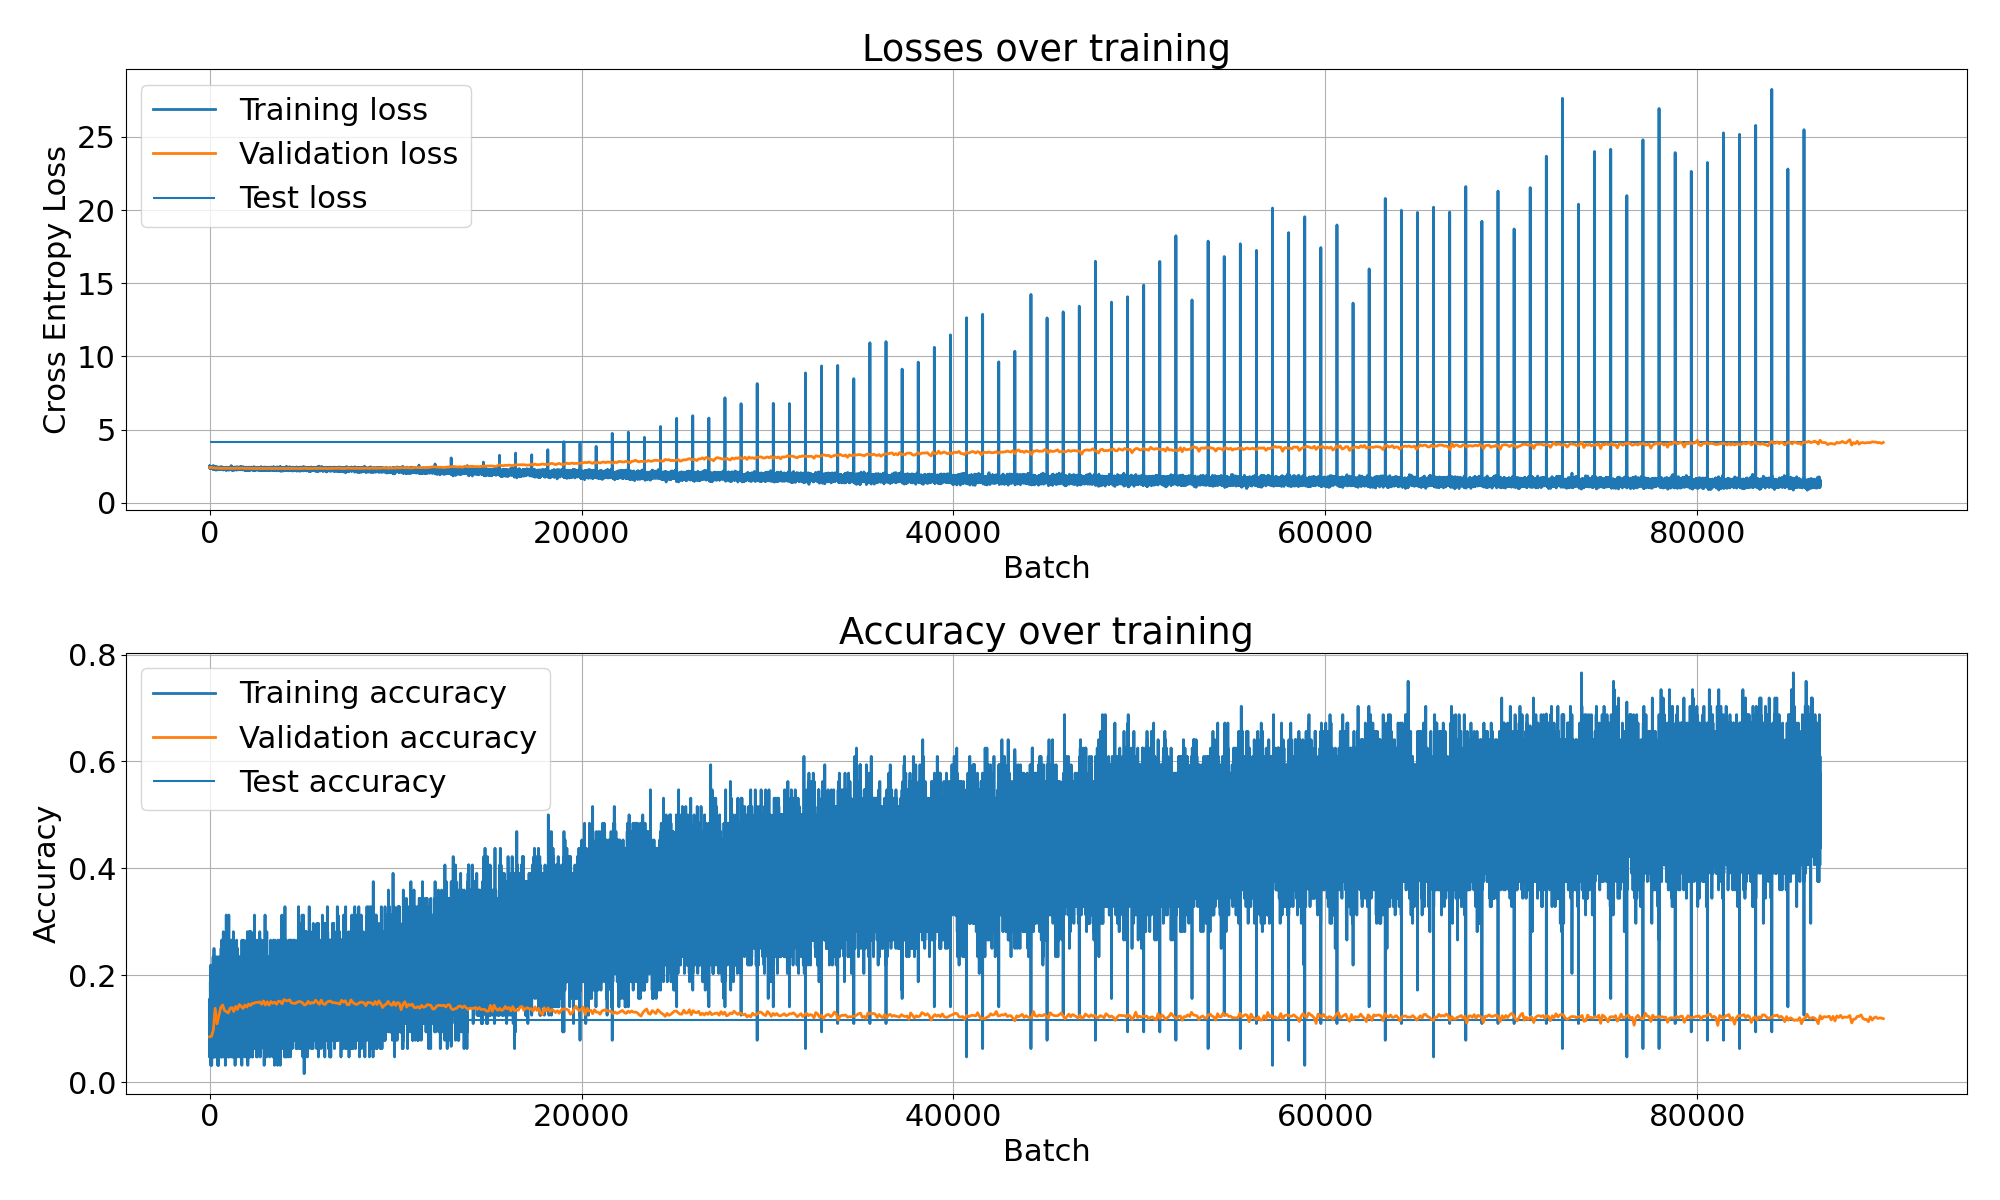 Losses over training
Training loss
Validation loss
Test loss
Cross Entropy Loss
25
20
15
10
5
0
0 20000 40000 60000 80000
Batch
Accuracy over training
Training accuracy
Validation accuracy
Test accuracy
Accuracy
0.8
0.6
0.4
0.2
0.0
0 20000 40000 60000 80000
Batch